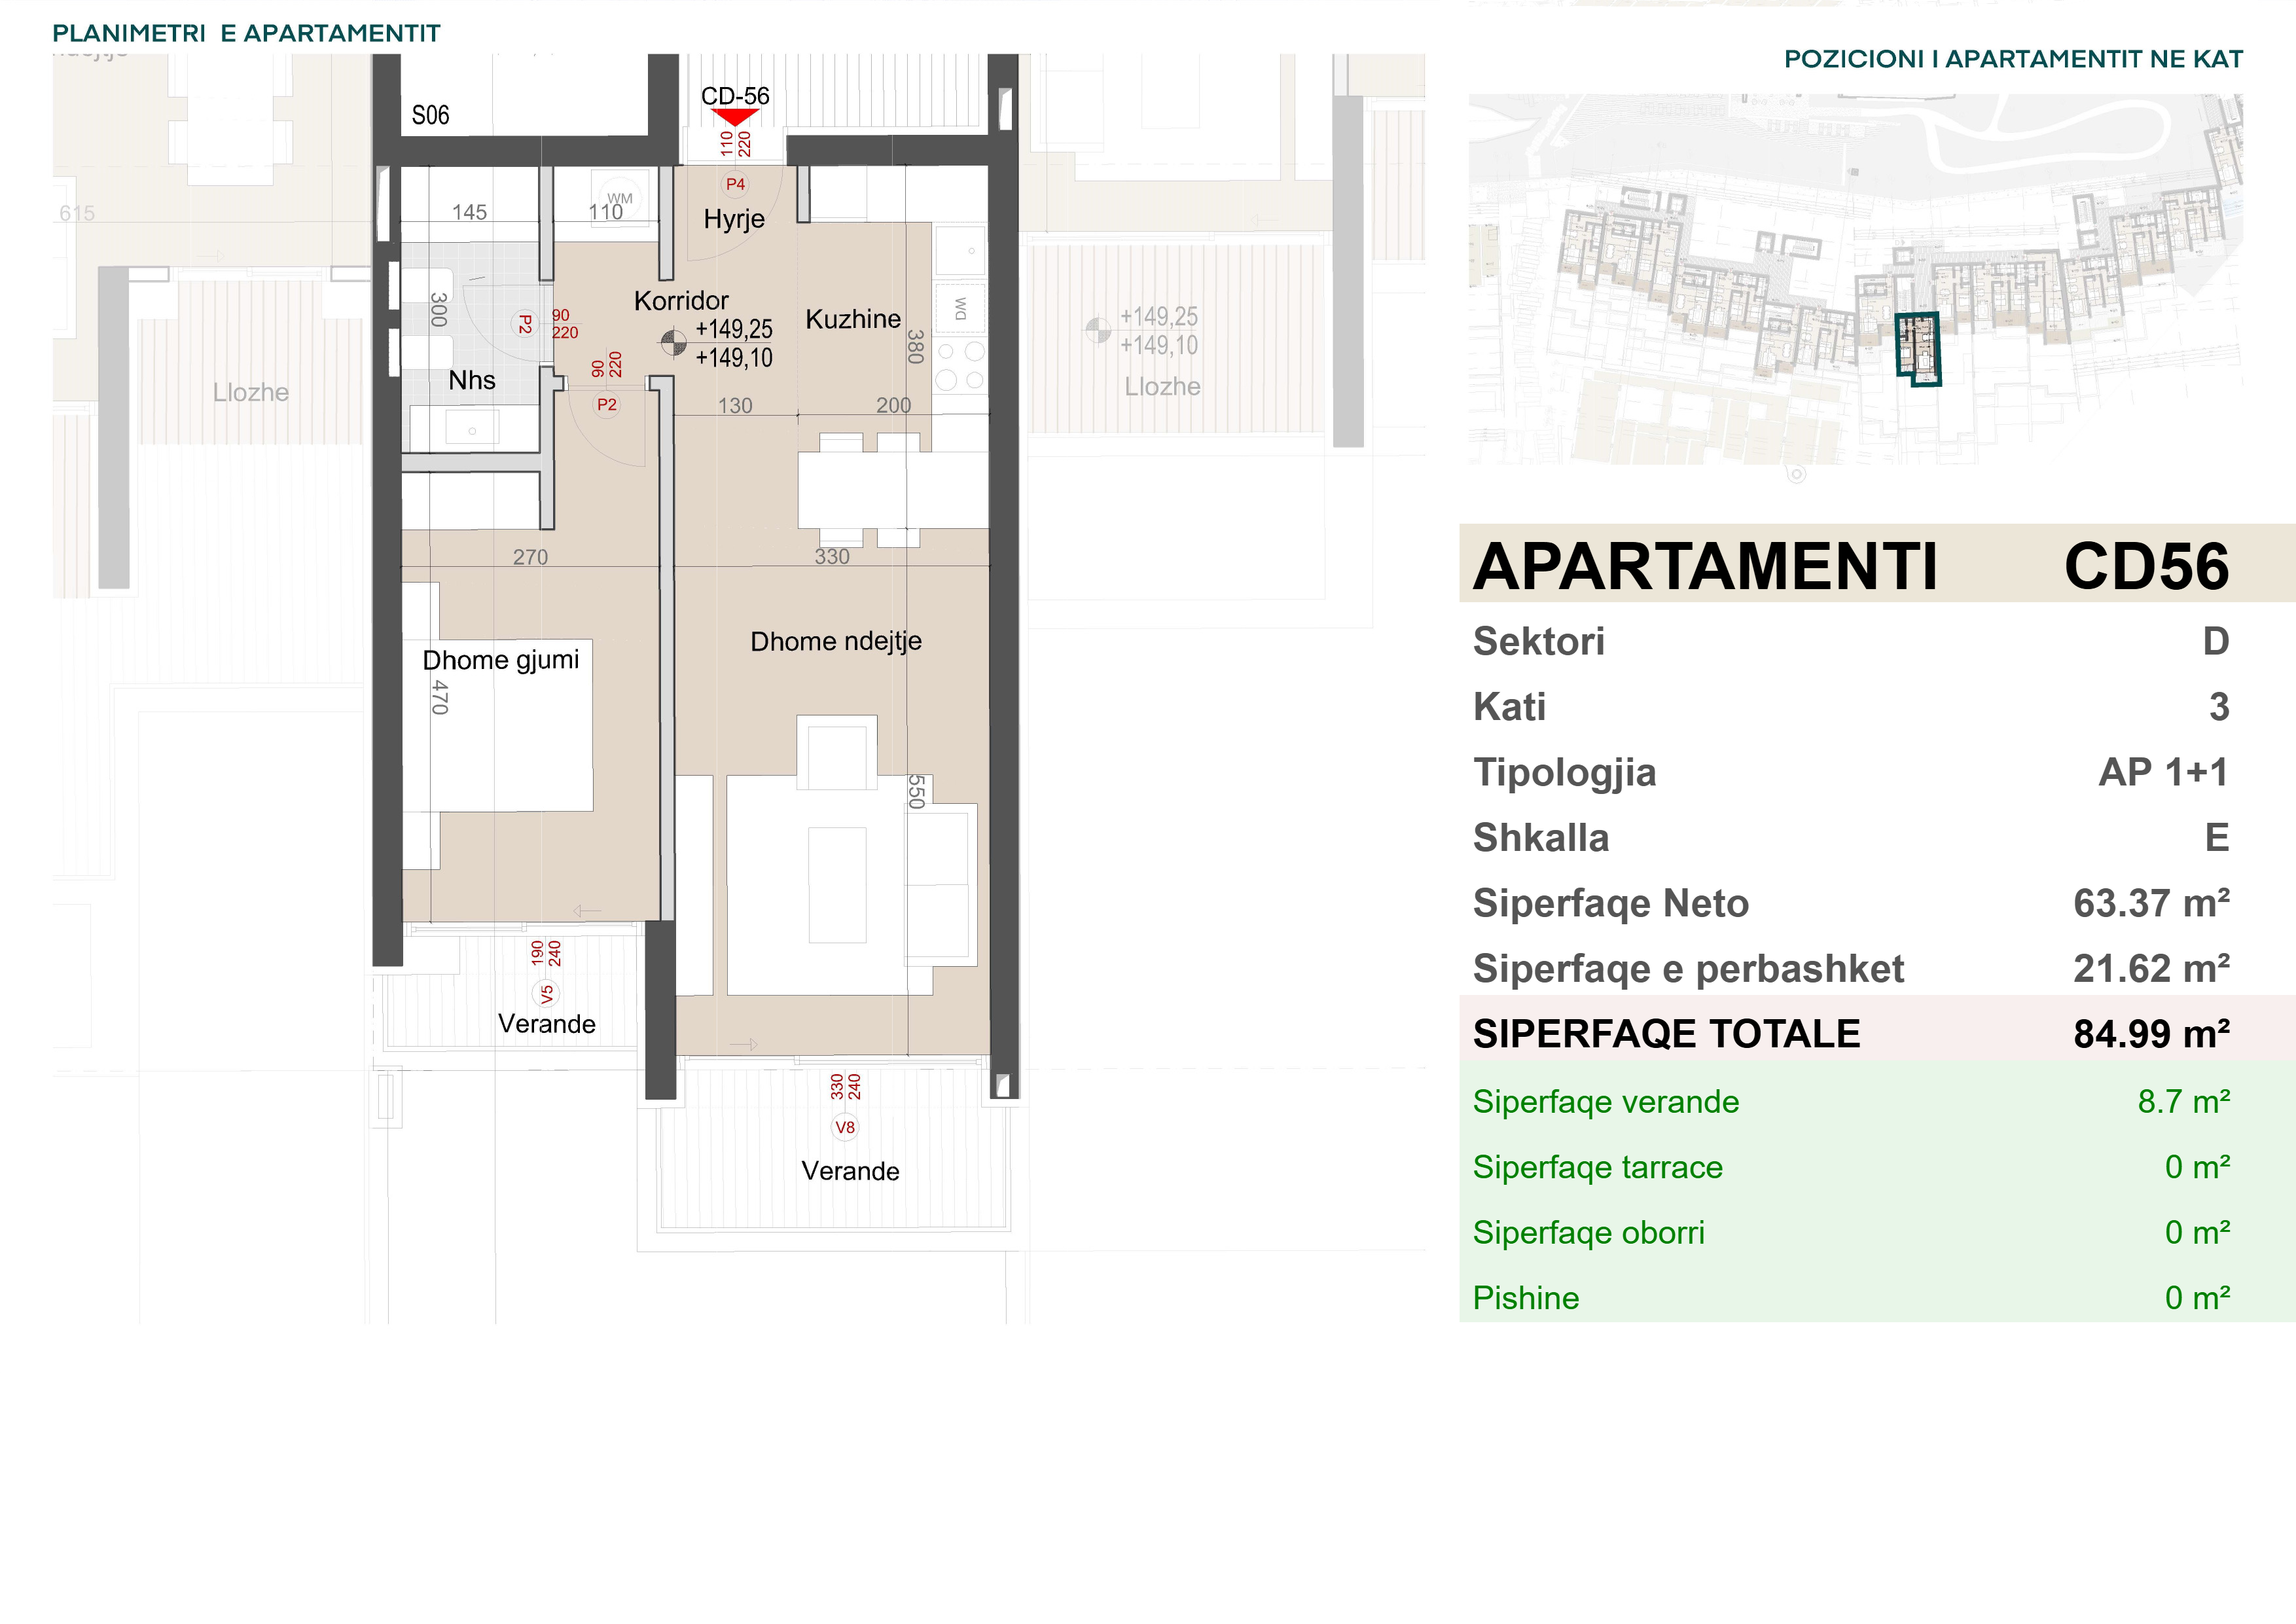 PLANIMETRI E APARTAMENTIT
POZICIONI I APARTAMENTIT NE KAT
S06
CD-56
110
220
P4
Hyrje
WM
145
110
615
300
P2
90
220
Nhs
Korridor
+149,25
+149,10
Kuzhine
WD
380
90
220
P2
130
200
Llozhe
+149,25
+149,10
Llozhe
270
330
Dhome gjumi
470
Dhome ndejtje
550
190
240
V5
Verande
330
240
V8
Verande
APARTAMENTI CD56
Sektori D
Kati 3
Tipologjia AP 1+1
Shkalla E
Siperfaqe Neto 63.37 m²
Siperfaqe e perbashket 21.62 m²
SIPERFAQE TOTALE 84.99 m²
Siperfaqe verande 8.7 m²
Siperfaqe tarrace 0 m²
Siperfaqe oborri 0 m²
Pishine 0 m²